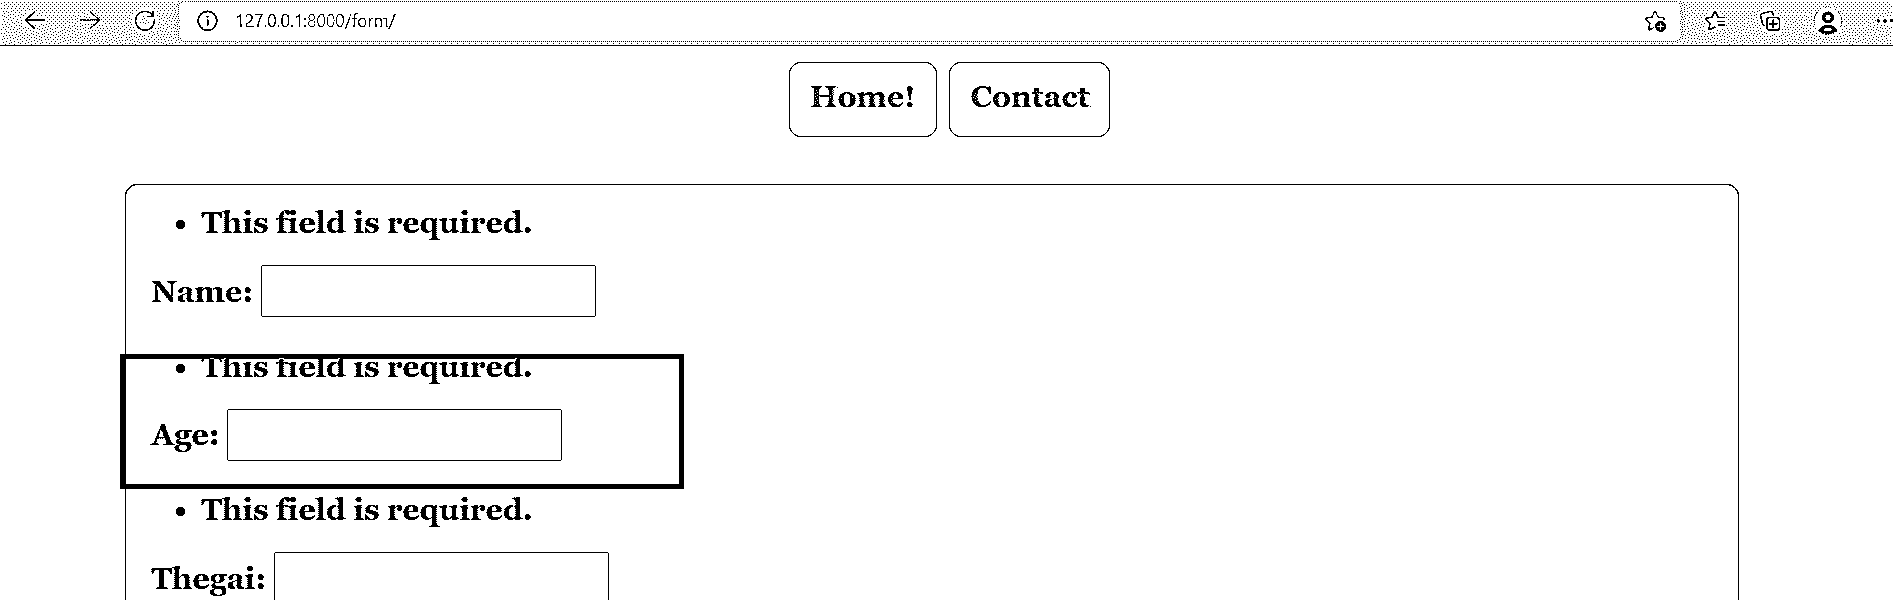 127.0.0.1:8000/form/
Home! Contact
• This field is required.
Name:
• This field is required.
Age:
• This field is required.
Thegai: